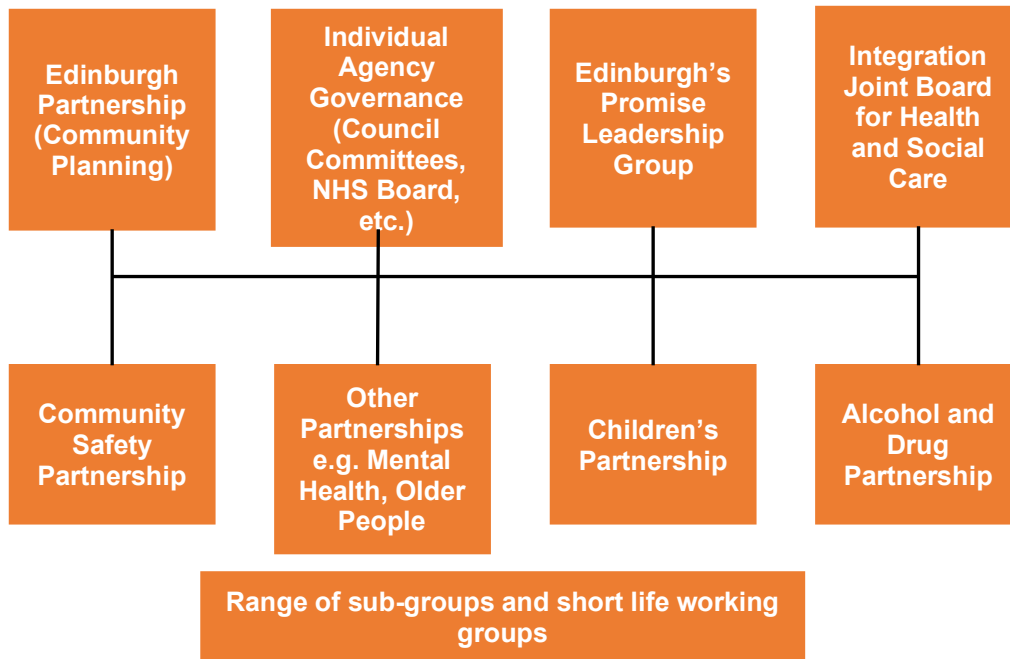 Edinburgh
Partnership
(Community
Planning)
Individual
Agency
Governance
(Council
Committees,
NHS Board,
etc.)
Edinburgh’s
Promise
Leadership
Group
Integration
Joint Board
for Health
and Social
Care
Community
Safety
Partnership
Other
Partnerships
e.g. Mental
Health, Older
People
Children’s
Partnership
Alcohol and
Drug
Partnership
Range of sub-groups and short life working
groups